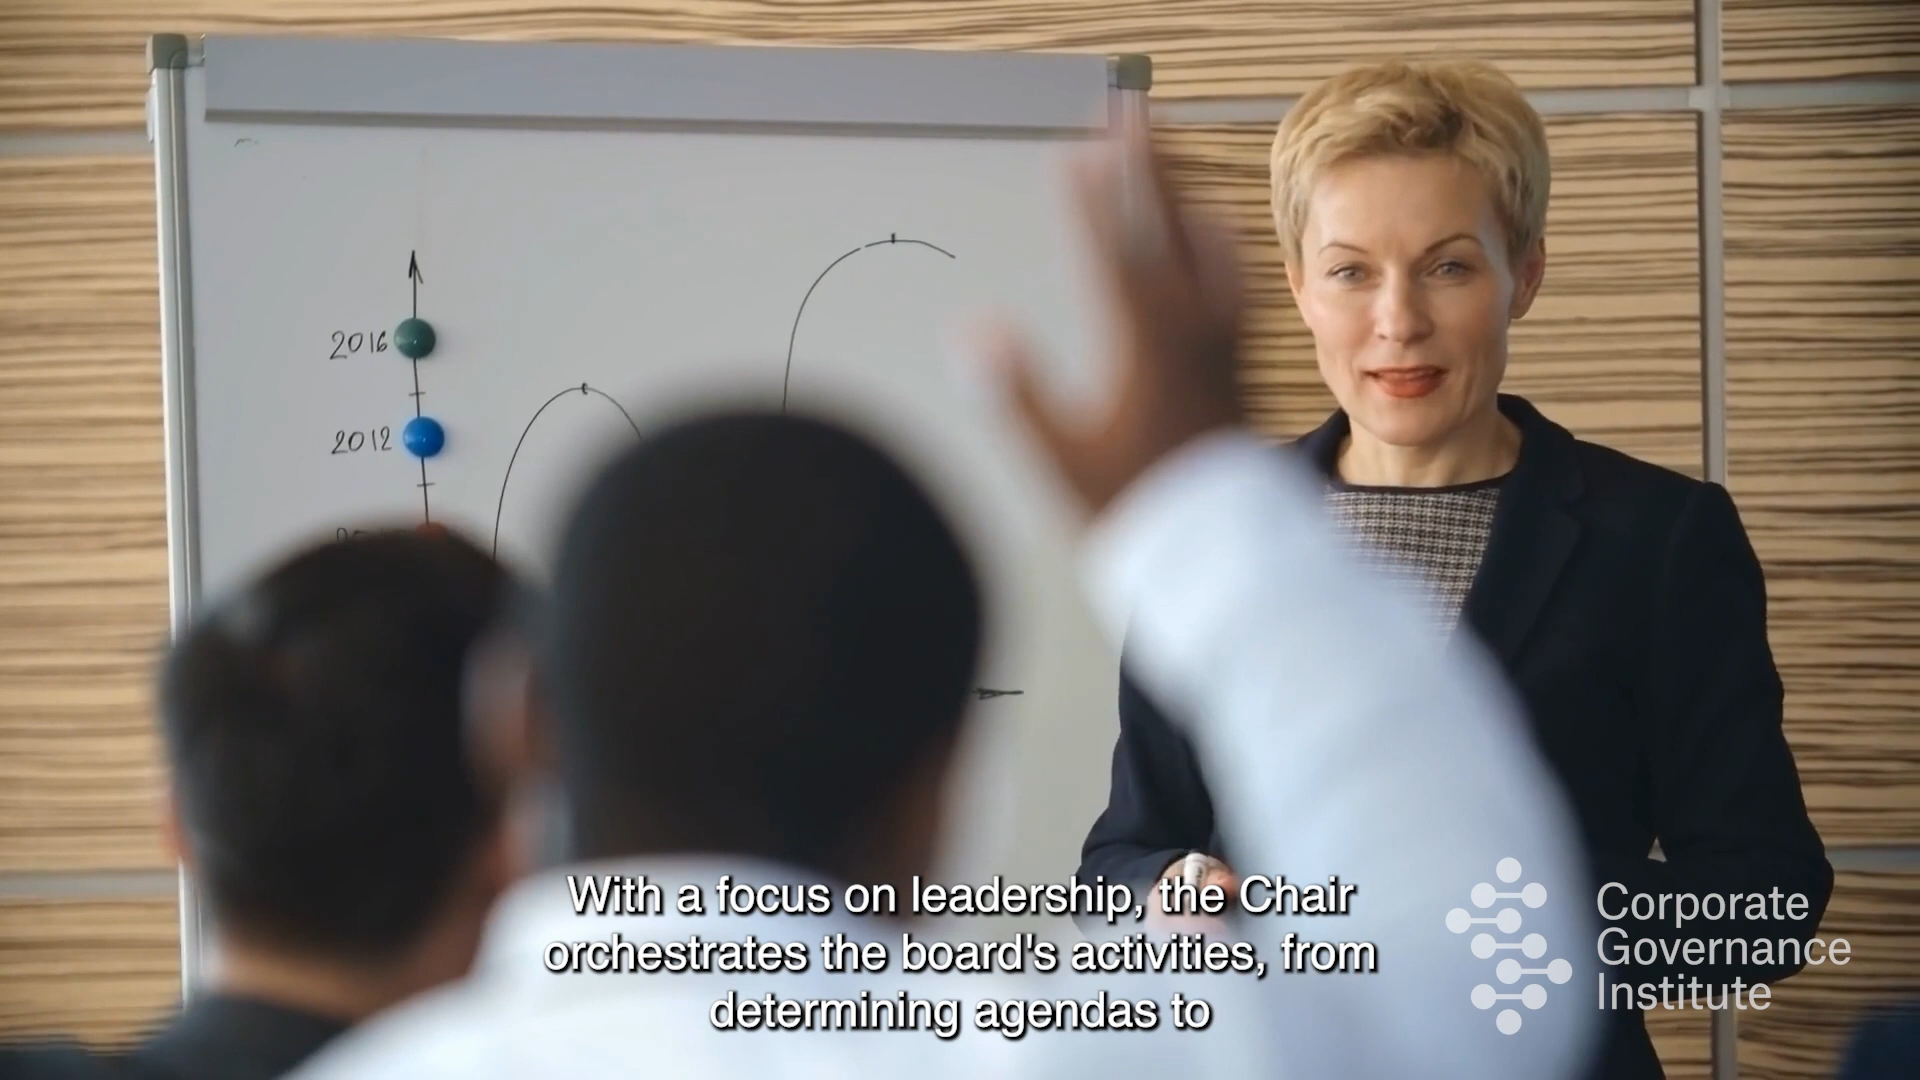 2016
2012
With a focus on leadership, the Chair
orchestrates the board's activities, from
determining agendas to
Corporate
Governance
Institute